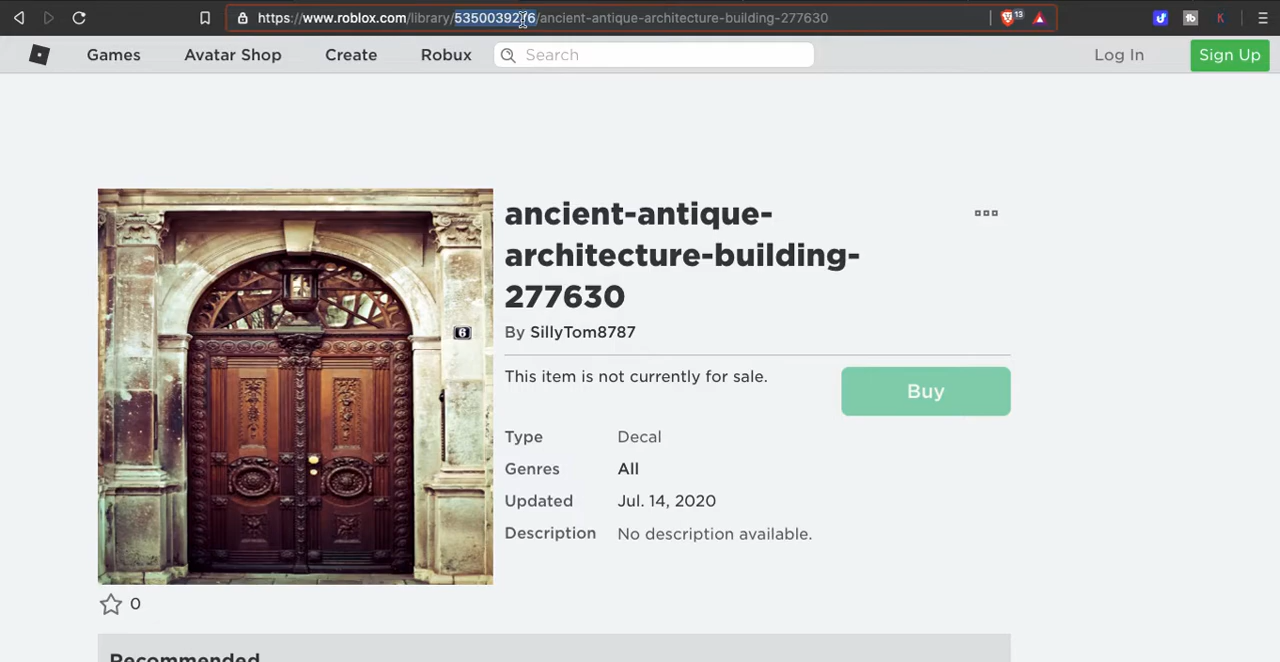 https://www.roblox.com/library/5350039276/ancient-antique-architecture-building-277630
13
Games
Avatar Shop
Create
Robux
Search
Log In
Sign Up
ancient-antique-
architecture-building-
277630
By SillyTom8787
This item is not currently for sale.
Buy
Type
Decal
Genres
All
Updated
Jul. 14, 2020
Description
No description available.
6
0
Recommended